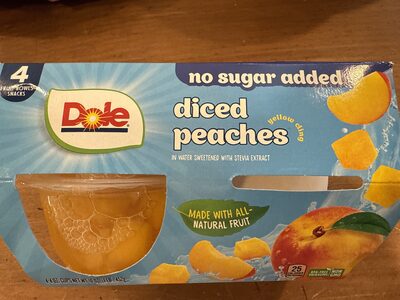 4
FRUIT BOWLS®
SNACKS
Dole
no sugar added
diced
peaches
yellow cling
IN WATER SWEETENED WITH STEVIA EXTRACT
MADE WITH ALL-
NATURAL FRUIT
25